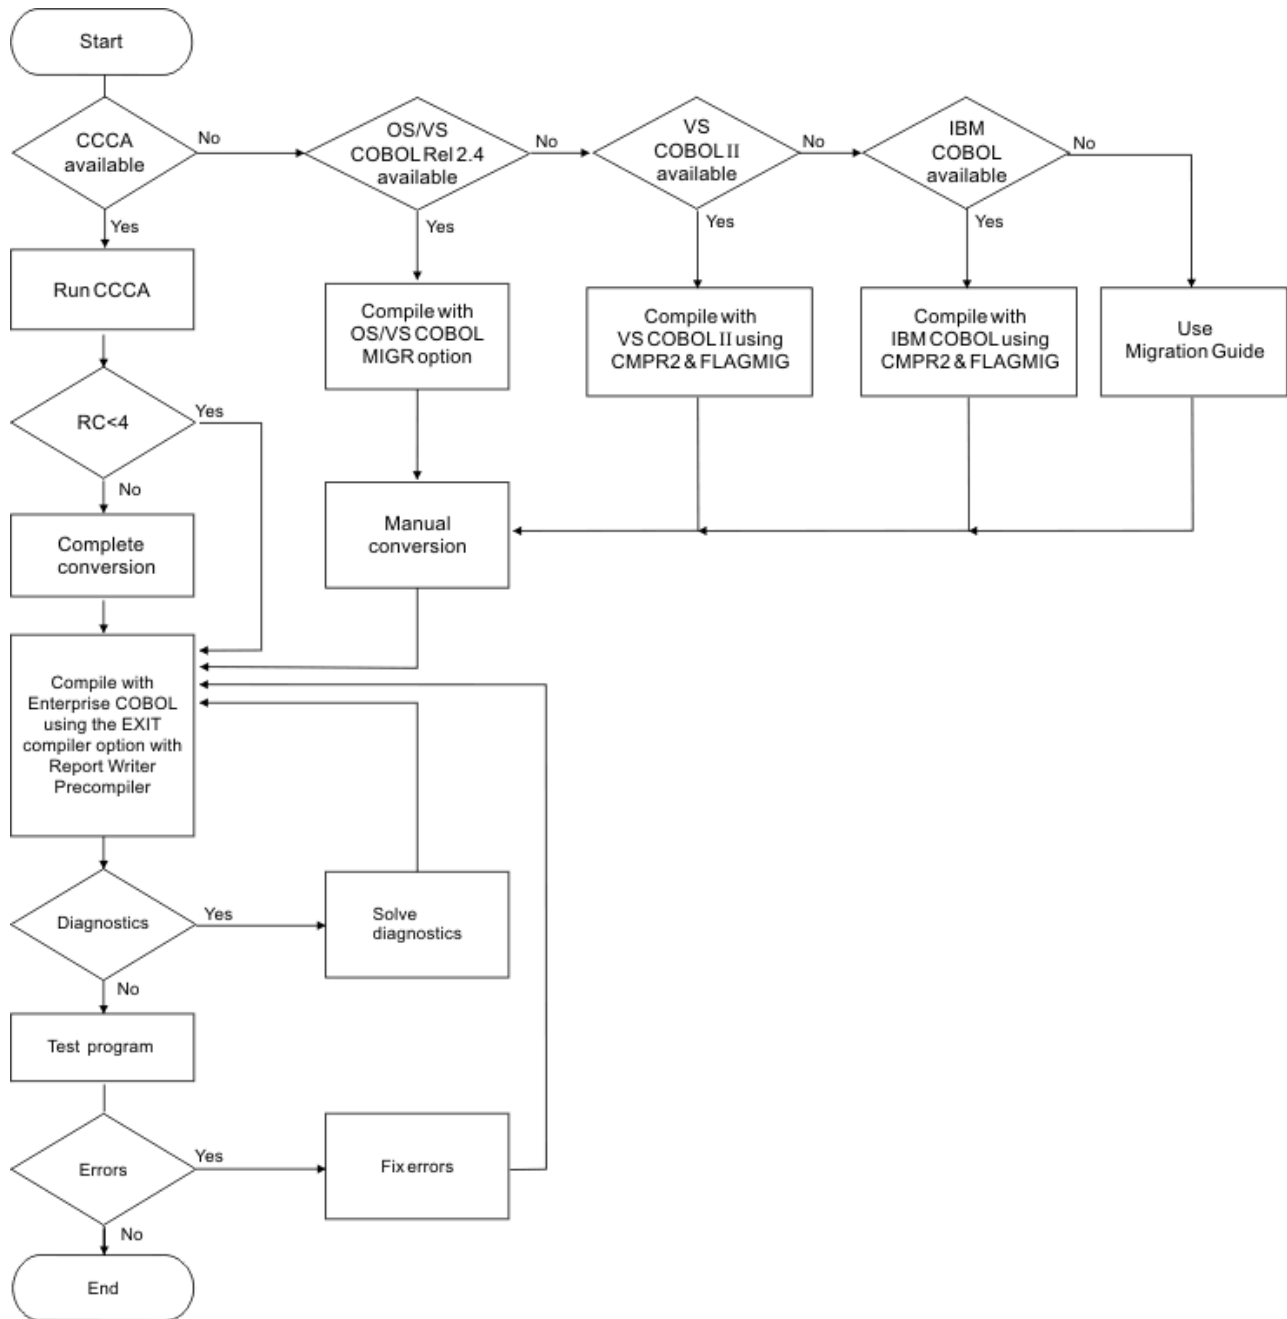 Start
CCCA
available
No
OS/VS
COBOL Rel 2.4
available
No
VS
COBOL II
available
No
IBM
COBOL
available
No
Yes
Yes
Yes
Yes
Run CCCA
Compile with
OS/VS COBOL
MIGR option
Compile with
VS COBOL II using
CMPR2 & FLAGMIG
Compile with
IBM COBOL using
CMPR2 & FLAGMIG
Use
Migration Guide
RC<4
Yes
No
Complete
conversion
Manual
conversion
Compile with
Enterprise COBOL
using the EXIT
compiler option with
Report Writer
Precompiler
Diagnostics
Yes
Solve
diagnostics
No
Test program
Errors
Yes
Fix errors
No
End